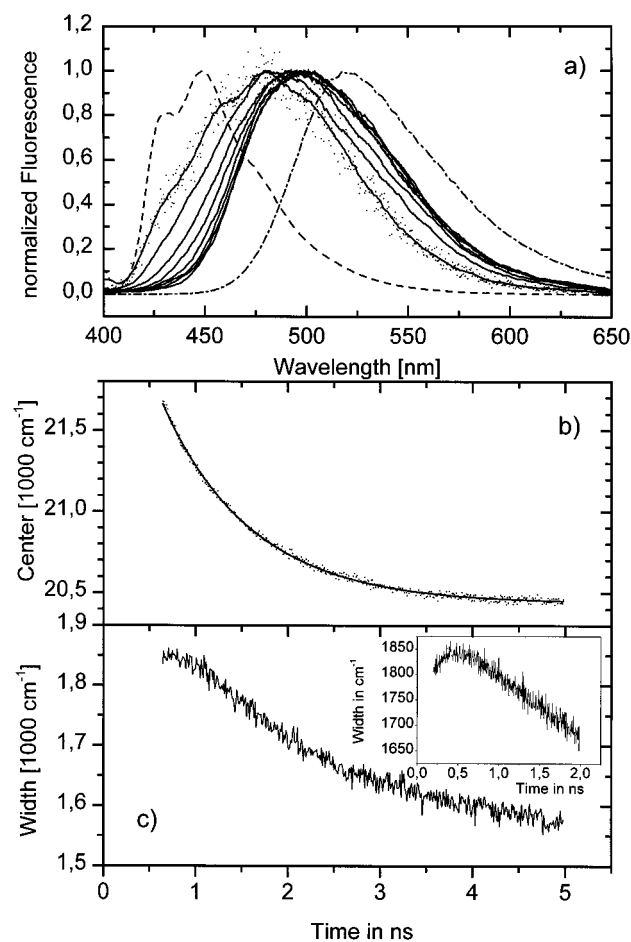 1,2
1,0
0,8
0,6
0,4
0,2
0,0
normalized Fluorescence
a)
400 450 500 550 600 650
Wavelength [nm]
21,5
21,0
20,5
Center [1000 cm-1]
b)
1,9
1,8
1,7
1,6
1,5
Width [1000 cm-1]
c)
1850
1800
1750
1700
1650
Width in cm-1
0,0 0,5 1,0 1,5 2,0
Time in ns
0 1 2 3 4 5
Time in ns